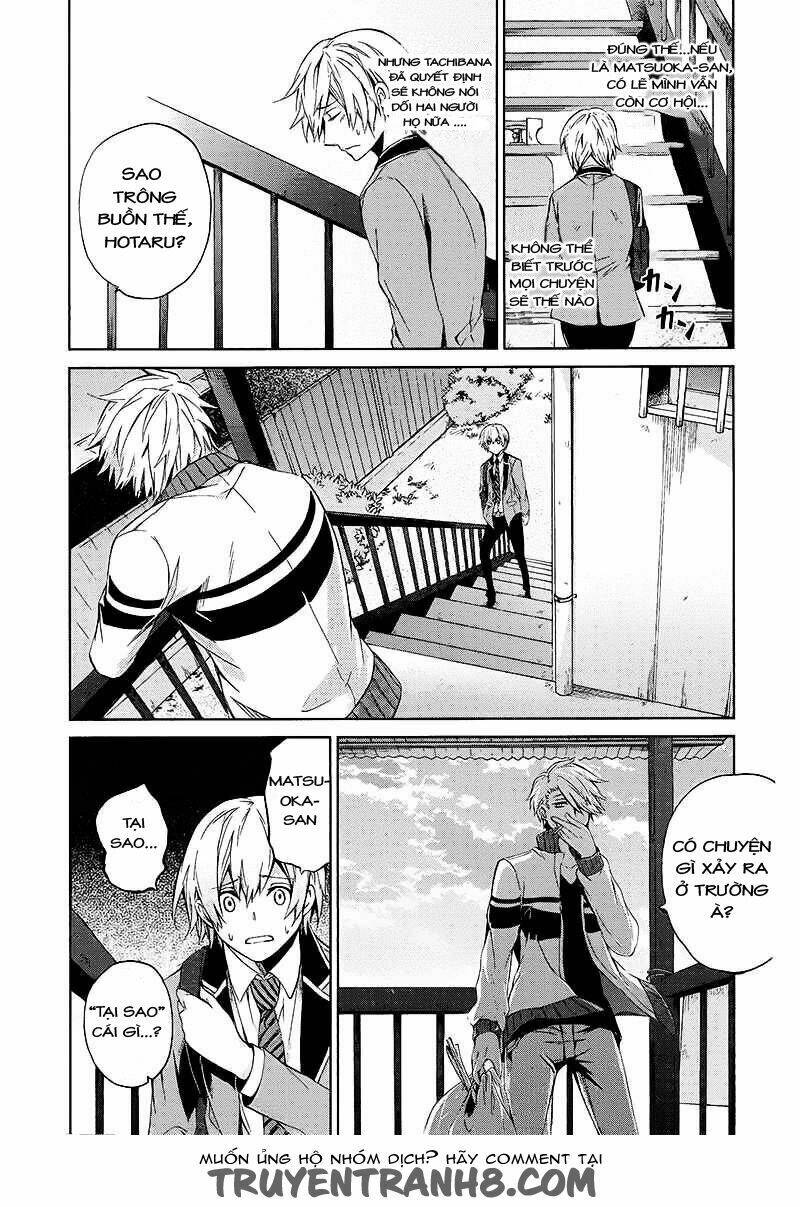 ĐÚNG THẾ...NẾU
LÀ MATSUOKA-SAN,
CÓ LẼ MÌNH VẪN
CÒN CƠ HỘI...
KHÔNG THỂ
BIẾT TRƯỚC
MỌI CHUYỆN
SẼ THẾ NÀO
カン
カン
NHƯNG TACHIBANA
ĐÃ QUYẾT ĐỊNH
SẼ KHÔNG NÓI
DỐI HAI NGƯỜI
HỌ NỮA ....
SAO
TRÔNG
BUỒN THẾ,
HOTARU?
CÓ CHUYỆN
GÌ XẢY RA
Ở TRƯỜNG
À?
MATSU-
OKA-
SAN
TẠI
SAO...
“TẠI SAO”
CÁI GÌ...?
MUỐN ỦNG HỘ NHÓM DỊCH? HÃY COMMENT TẠI
TRUYENTRANH8.COM